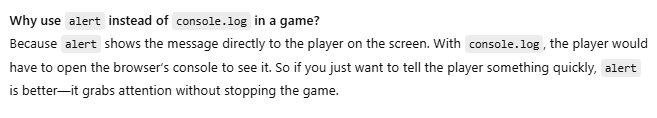 Why use alert instead of console.log in a game?
Because alert shows the message directly to the player on the screen. With console.log, the player would
have to open the browser's console to see it. So if you just want to tell the player something quickly, alert
is better—it grabs attention without stopping the game.